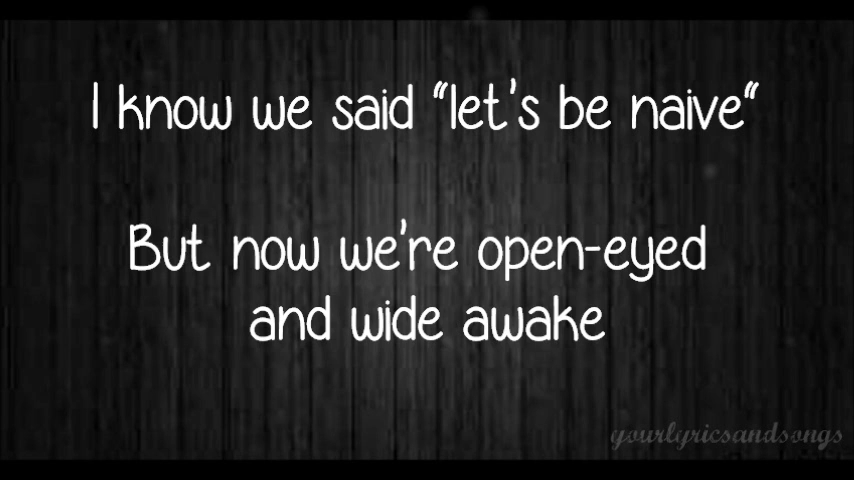 I know we said “let's be naive“
But now we're open-eyed
and wide awake
yourlyricsandsongs